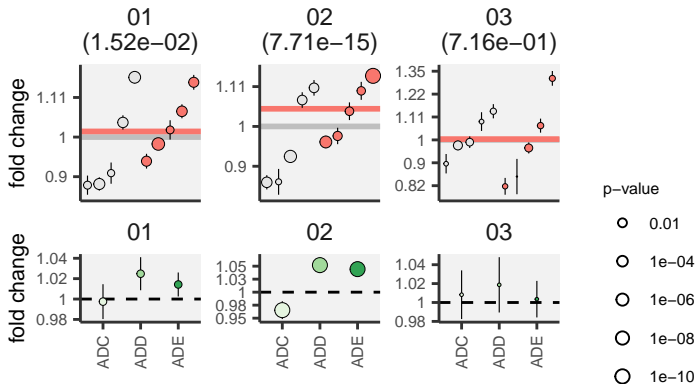 01
(1.52e−02)
02
(7.71e−15)
03
(7.16e−01)
fold change
1.11
1
0.9
1.11
1
0.9
1.35
1.22
1.11
1
0.9
0.82
p−value
0.01
1e−04
1e−06
1e−08
1e−10
01
02
03
fold change
1.04
1.02
1
0.98
1.05
1.02
1
0.98
0.95
1.04
1.02
1
0.98
ADC
ADD
ADE
ADC
ADD
ADE
ADC
ADD
ADE